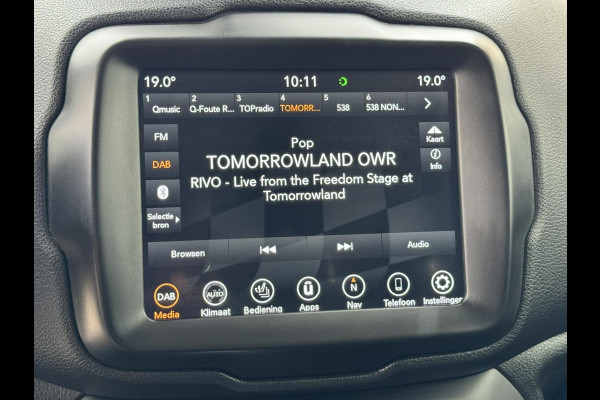 19.0° 10:11 19.0°
1 2 3 4 5 6
Qmusic Q-Foute R... TOPradio TOMORR... 538 538 NON...
FM
Kaart
Pop
DAB
TOMORROWLAND OWR
Info
RIVO - Live from the Freedom Stage at
Tomorrowland
Selectie
bron
Browsen
Audio
DAB AUTO N
Media Klimaat Bediening Apps Nav Telefoon Instellingen